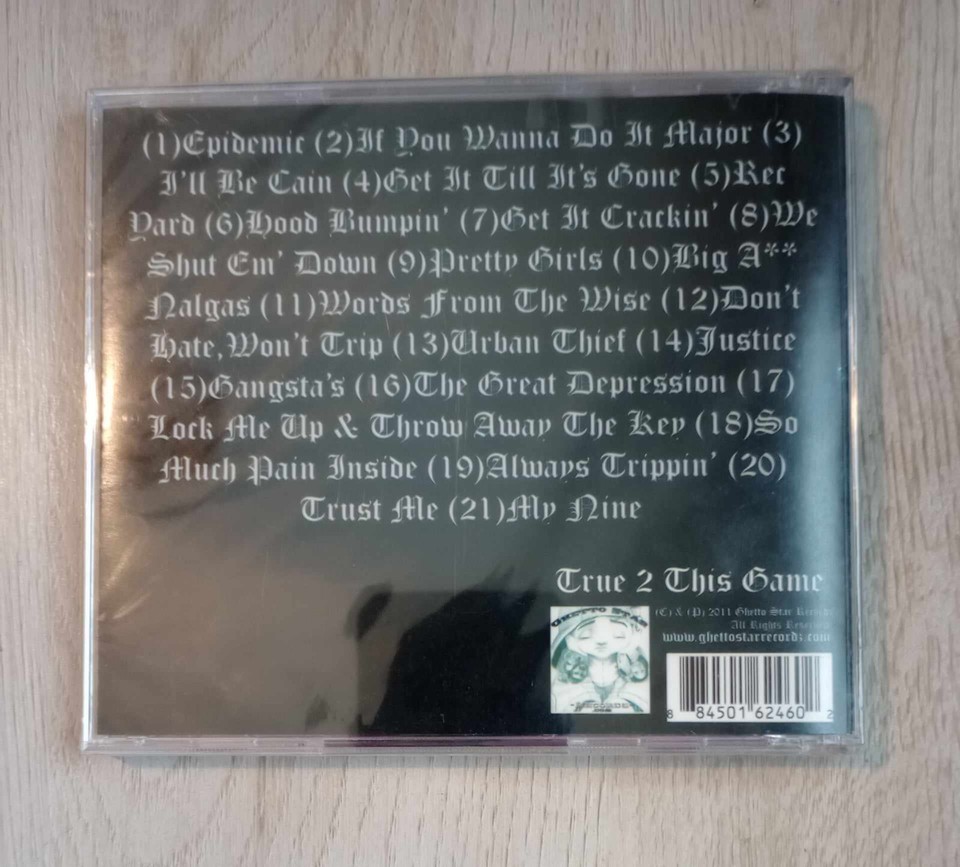 (1)Epidemic (2)If You Wanna Do It Major (3)
I'll Be Cain (4)Get It Till It's Gone (5)Rec
Yard (6)Hood Bumpin' (7)Get It Crackin' (8)We
Shut Em' Down (9)Pretty Girls (10)Big A**
Nalgas (11)Words From The Wise (12)Don't
Hate,Won't Trip (13)Urban Thief (14)Justice
(15)Gangsta's (16)The Great Depression (17)
Lock Me Up & Throw Away The Key (18)So
Much Pain Inside (19)Always Trippin' (20)
Trust Me (21)My Nine
True 2 This Game
GHETTO STAR
(C) & (P) 2011 Ghetto Star
All Rights
www.ghettostarrecordz.com
8 84501 62460 2